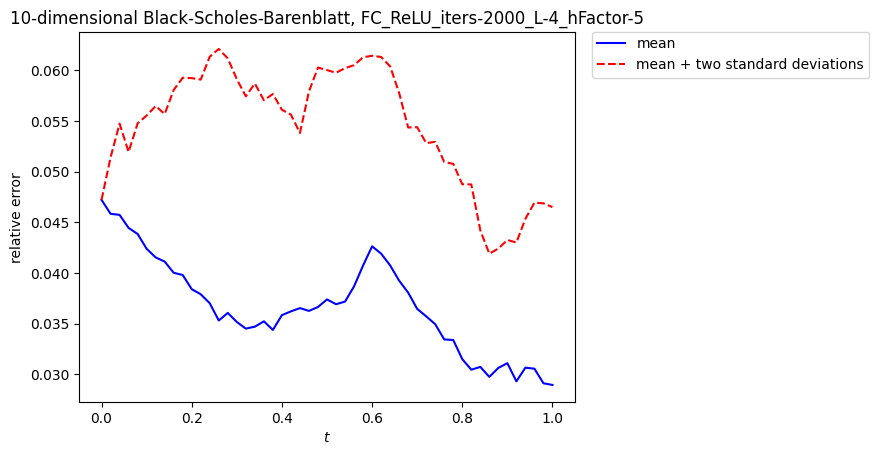 10-dimensional Black-Scholes-Barenblatt, FC_ReLU_iters-2000_L-4_hFactor-5
mean
mean + two standard deviations
relative error
0.060
0.055
0.050
0.045
0.040
0.035
0.030
0.0 0.2 0.4 0.6 0.8 1.0
t